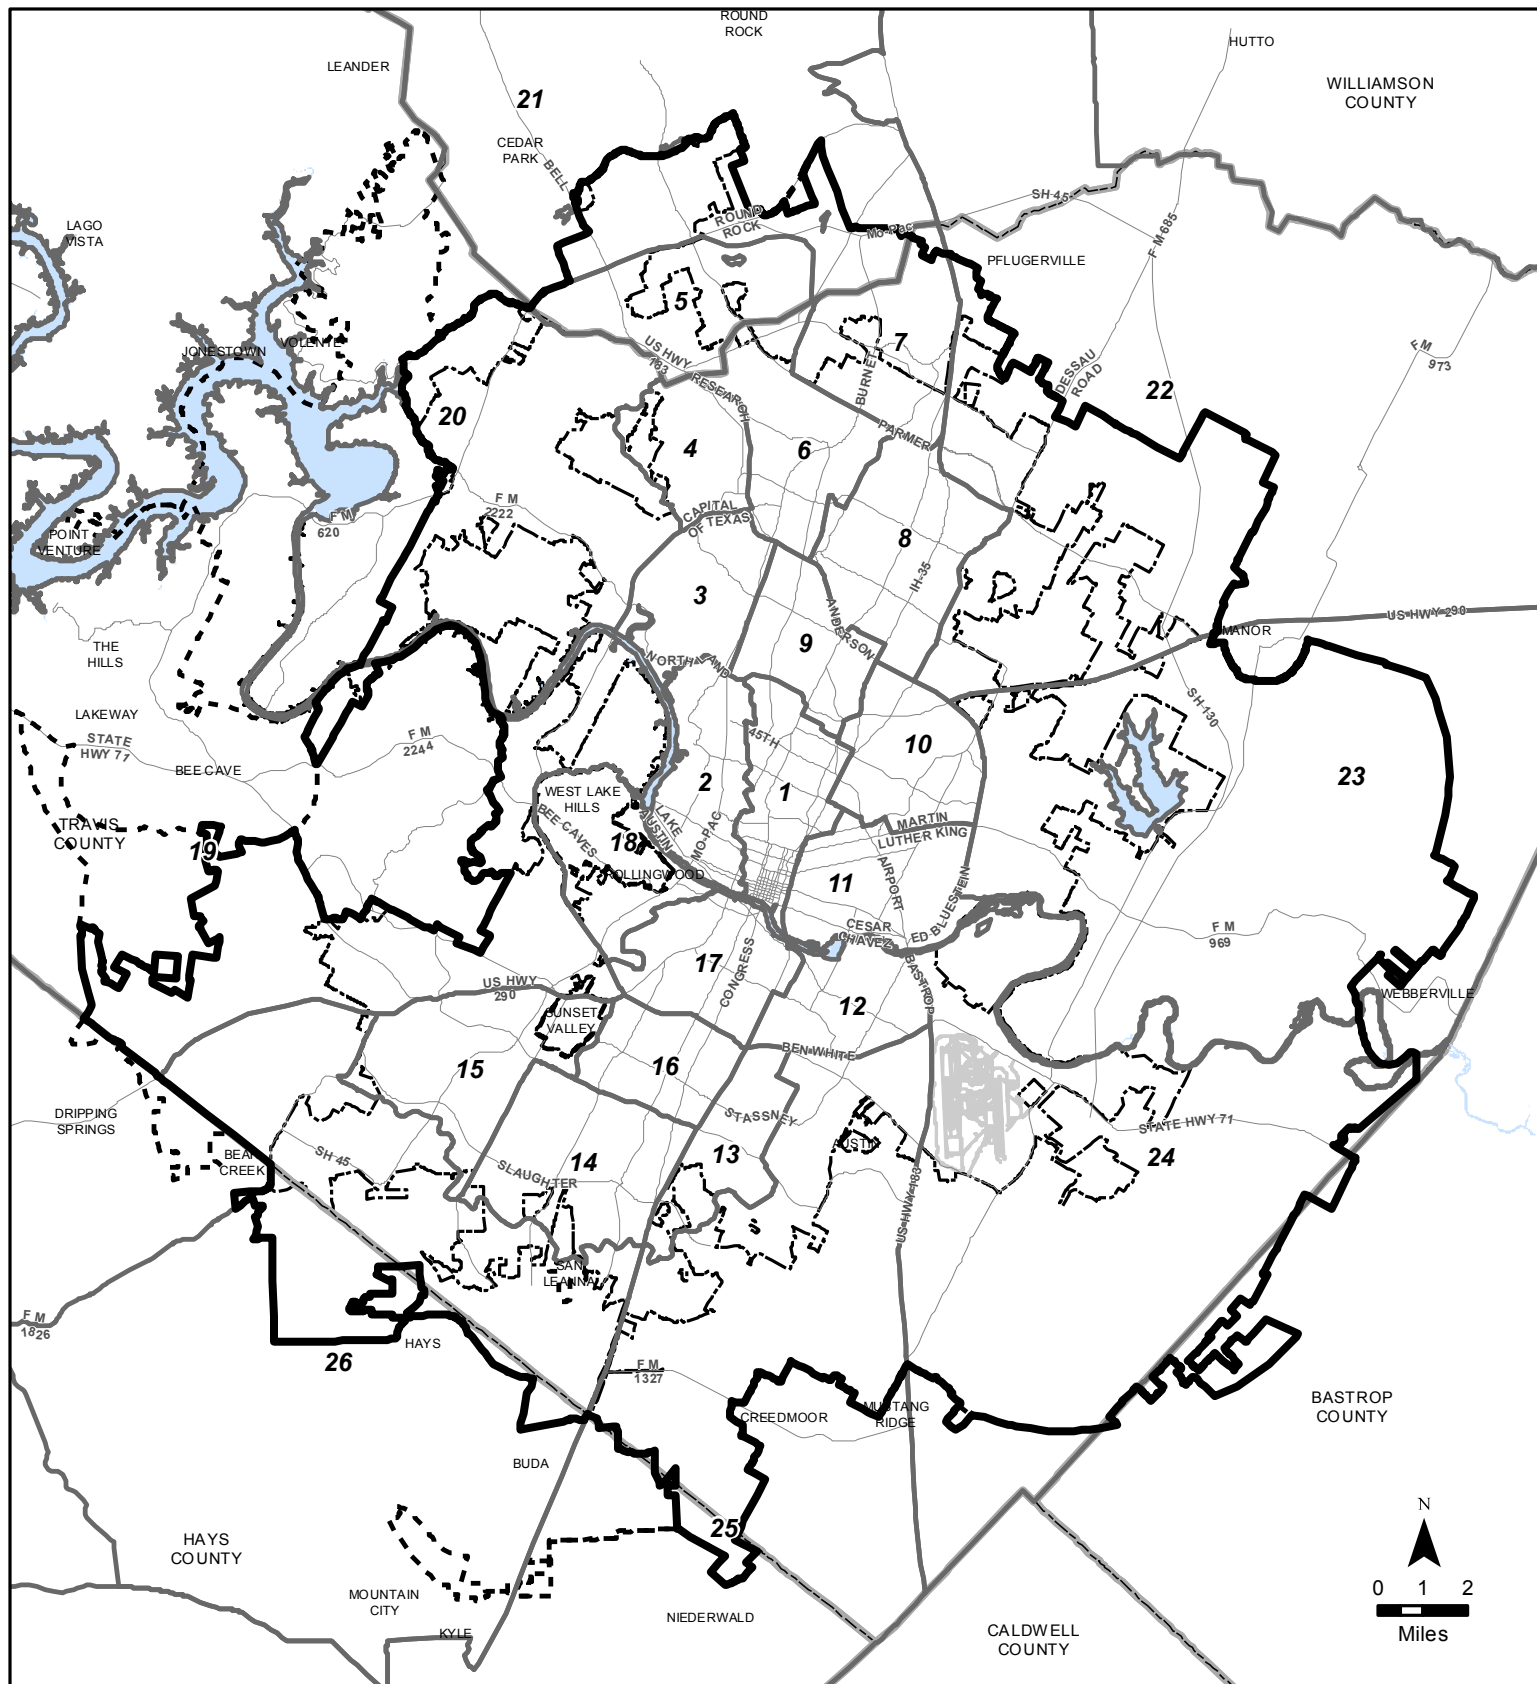 ROUND
ROCK
HUTTO
LEANDER
WILLIAMSON
COUNTY
21
CEDAR
PARK
BELL
SH 45
LAGO
VISTA
ROUND
ROCK
Mo-Pac
F M 685
PFLUGERVILLE
5
JONESTOWN
VOLENTE
US HWY
183
7
F M
973
RESEARCH
BURNET
DESSAU
ROAD
22
20
PARMER
4
6
F M
2222
CAPITAL
OF TEXAS
F M
620
POINT
VENTURE
8
IH-35
3
ANDERSON
US HWY 290
MANOR
THE
HILLS
9
NORTHLAND
LAKEWAY
SH-130
STATE
HWY 71
F M
2244
45TH
10
BEE CAVE
23
2
1
WEST LAKE
HILLS
BEE CAVES
LAKE
AUSTIN
MO-PAC
MARTIN
LUTHER KING
TRAVIS
COUNTY
19
18
ROLLINGWOOD
AIRPORT
11
ED BLUESTEIN
CESAR
CHAVEZ
F M
969
17
CONGRESS
BASTROP
US HWY
290
WEBBERVILLE
12
SUNSET
VALLEY
BEN WHITE
15
16
DRIPPING
SPRINGS
STASSNEY
STATE HWY 71
AUSTIN
BEAR
CREEK
SH 45
SLAUGHTER
14
13
24
US-HWY-183
SAN
LEANNA
F M
1826
HAYS
26
F M
1327
CREEDMOOR
MUSTANG
RIDGE
BASTROP
COUNTY
BUDA
25
N
HAYS
COUNTY
MOUNTAIN
CITY
0 1 2
Miles
NIEDERWALD
KYLE
CALDWELL
COUNTY